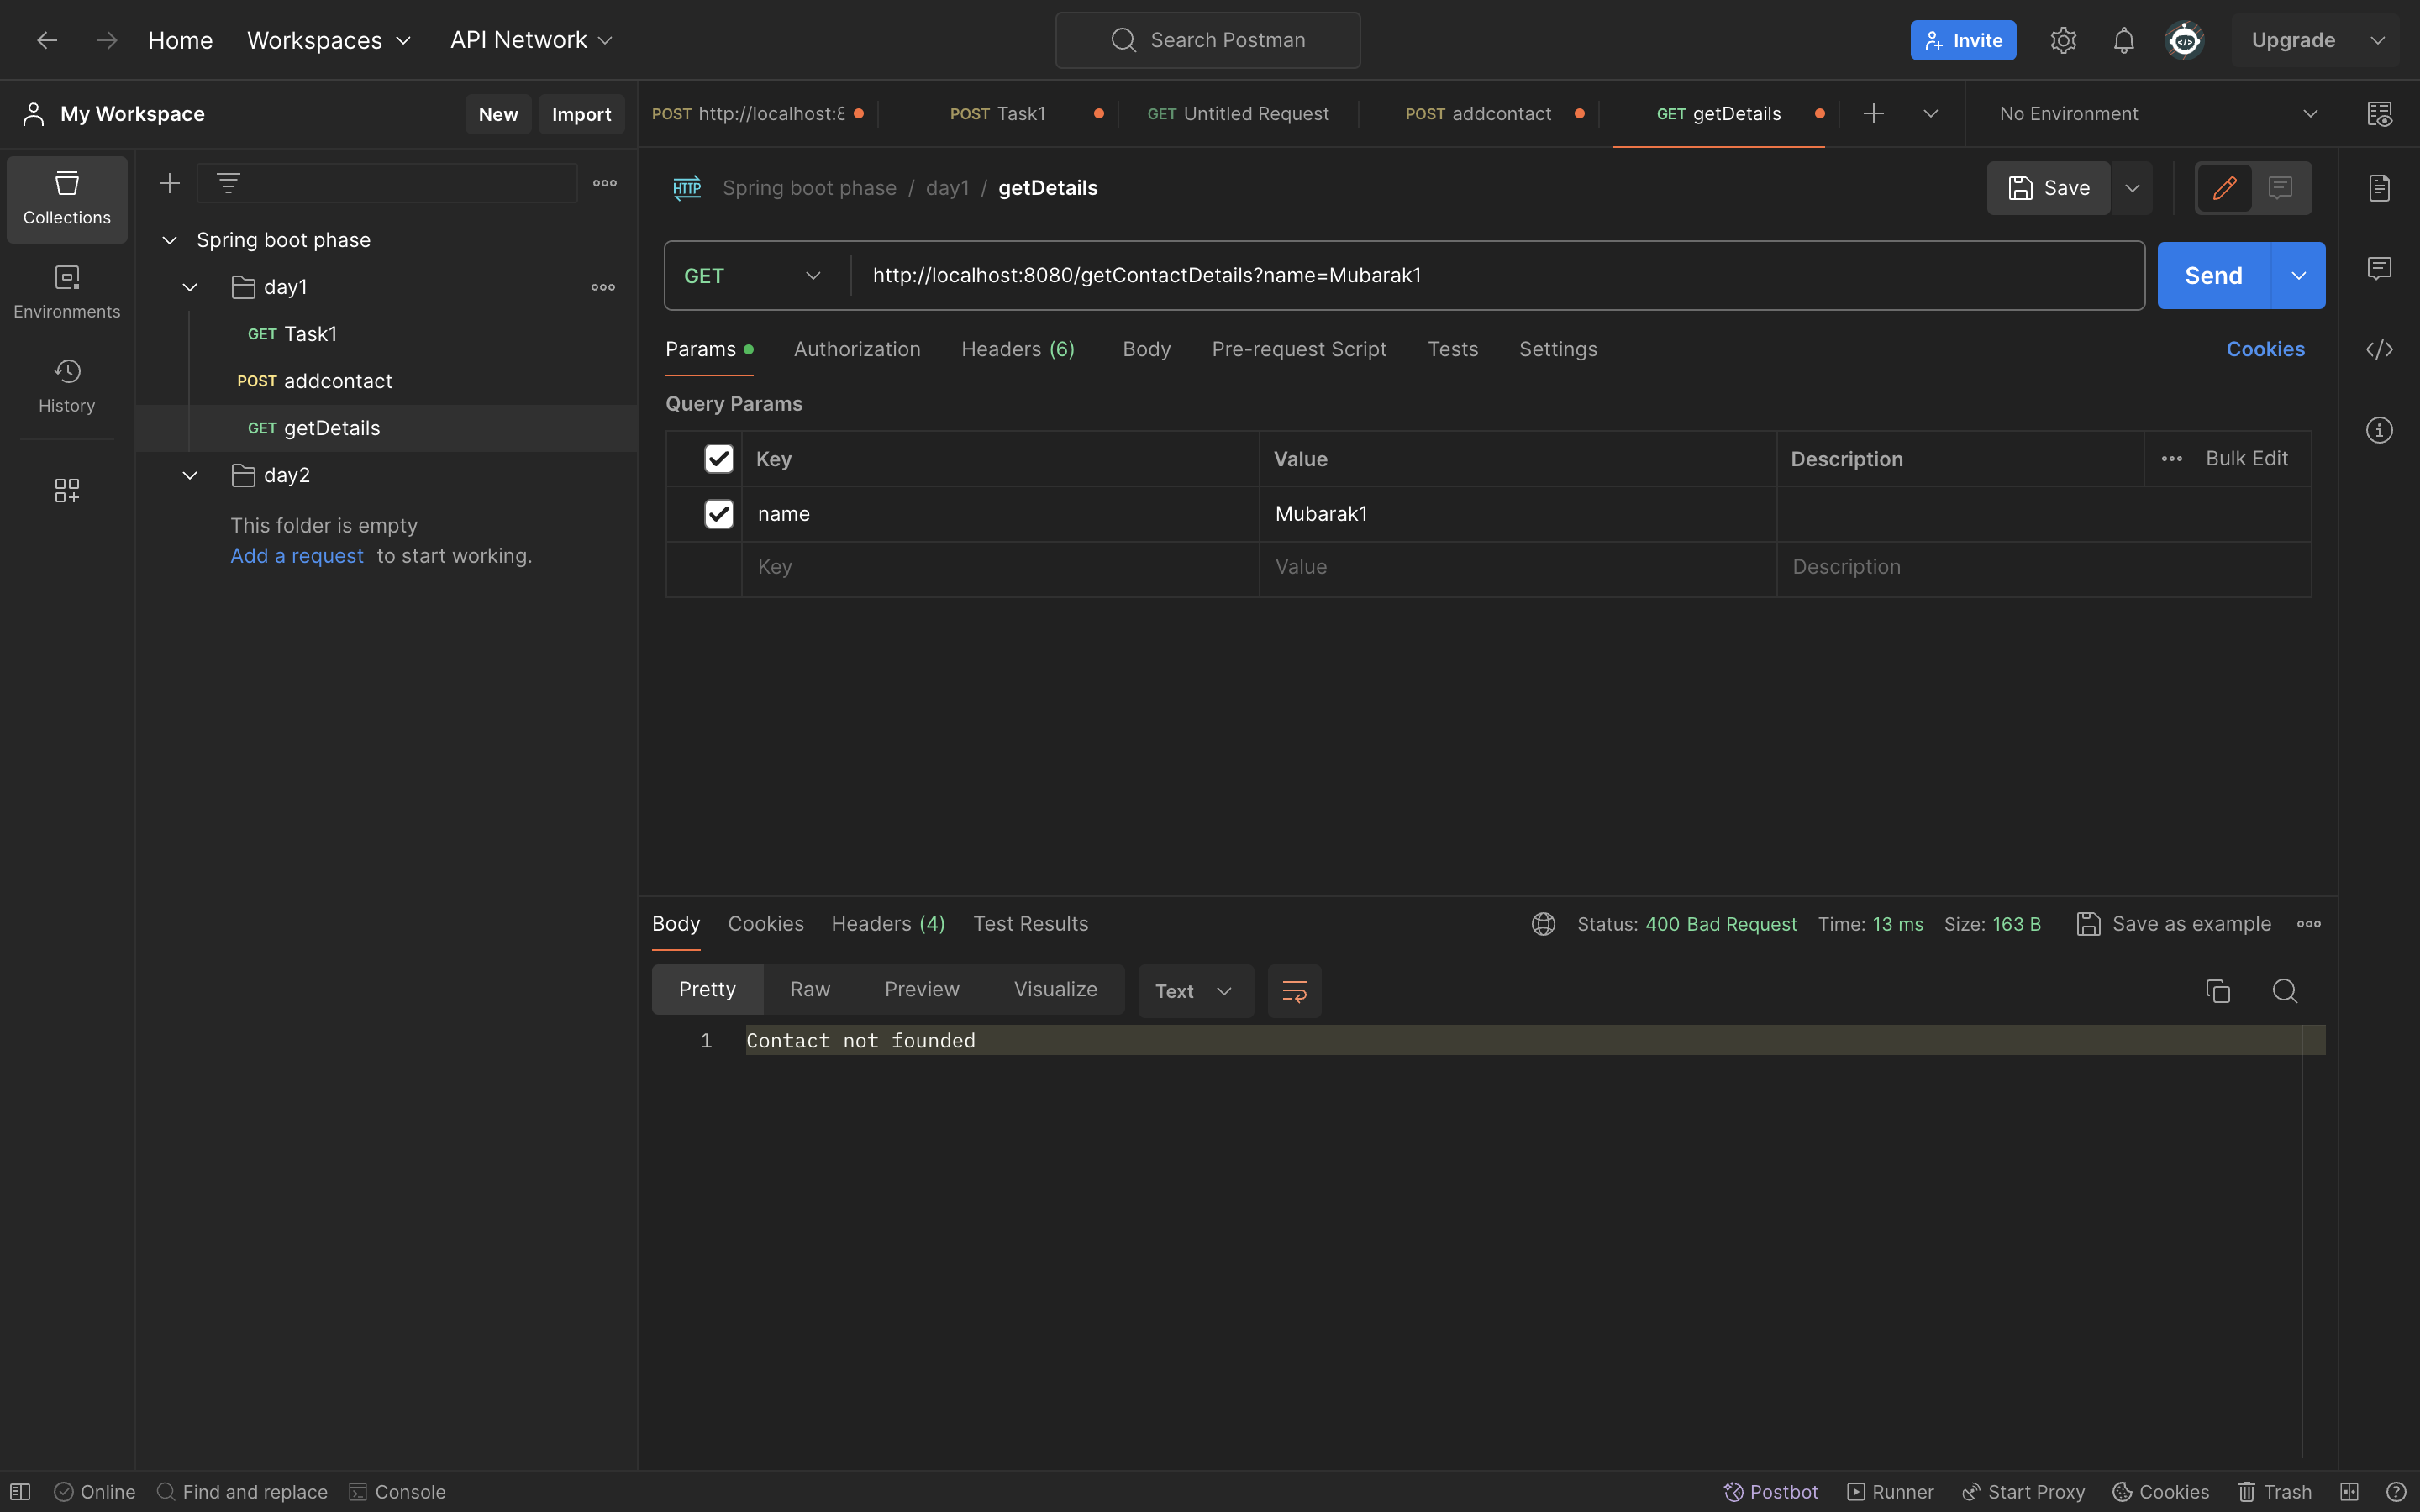 Home Workspaces API Network Search Postman Invite Upgrade
My Workspace New Import POST http://localhost:8 POST Task1 GET Untitled Request POST addcontact GET getDetails No Environment
Collections
Environments
History
Spring boot phase
day1
GET Task1
POST addcontact
GET getDetails
day2
This folder is empty
Add a request to start working.
HTTP Spring boot phase / day1 / getDetails Save
GET http://localhost:8080/getContactDetails?name=Mubarak1 Send
Params Authorization Headers (6) Body Pre-request Script Tests Settings Cookies
Query Params
Key Value Description Bulk Edit
name Mubarak1
Key Value Description
Body Cookies Headers (4) Test Results Status: 400 Bad Request Time: 13 ms Size: 163 B Save as example
Pretty Raw Preview Visualize Text
1 Contact not founded
Online Find and replace Console Postbot Runner Start Proxy Cookies Trash